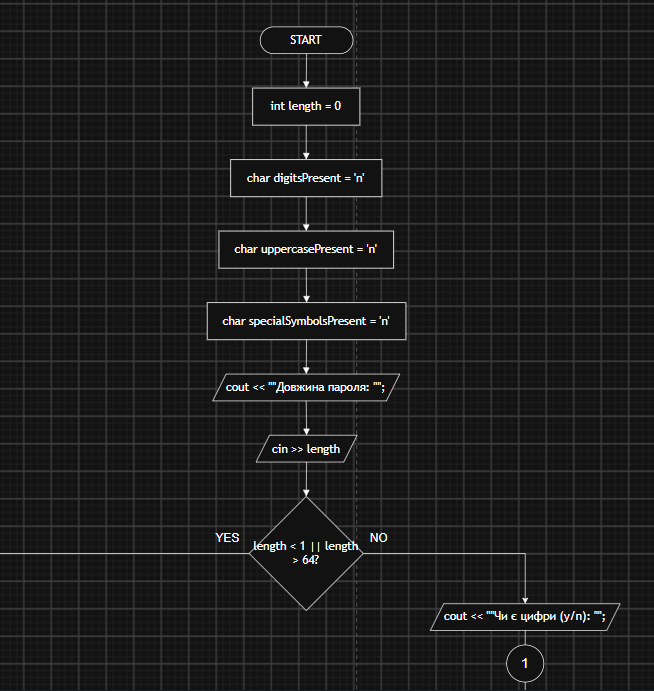 START
int length = 0
char digitsPresent = 'n'
char uppercasePresent = 'n'
char specialSymbolsPresent = 'n'
cout << ""Довжина пароля: "";
cin >> length
YES
length < 1 || length
> 64?
NO
cout << ""Чи є цифри (y/n): "";
1